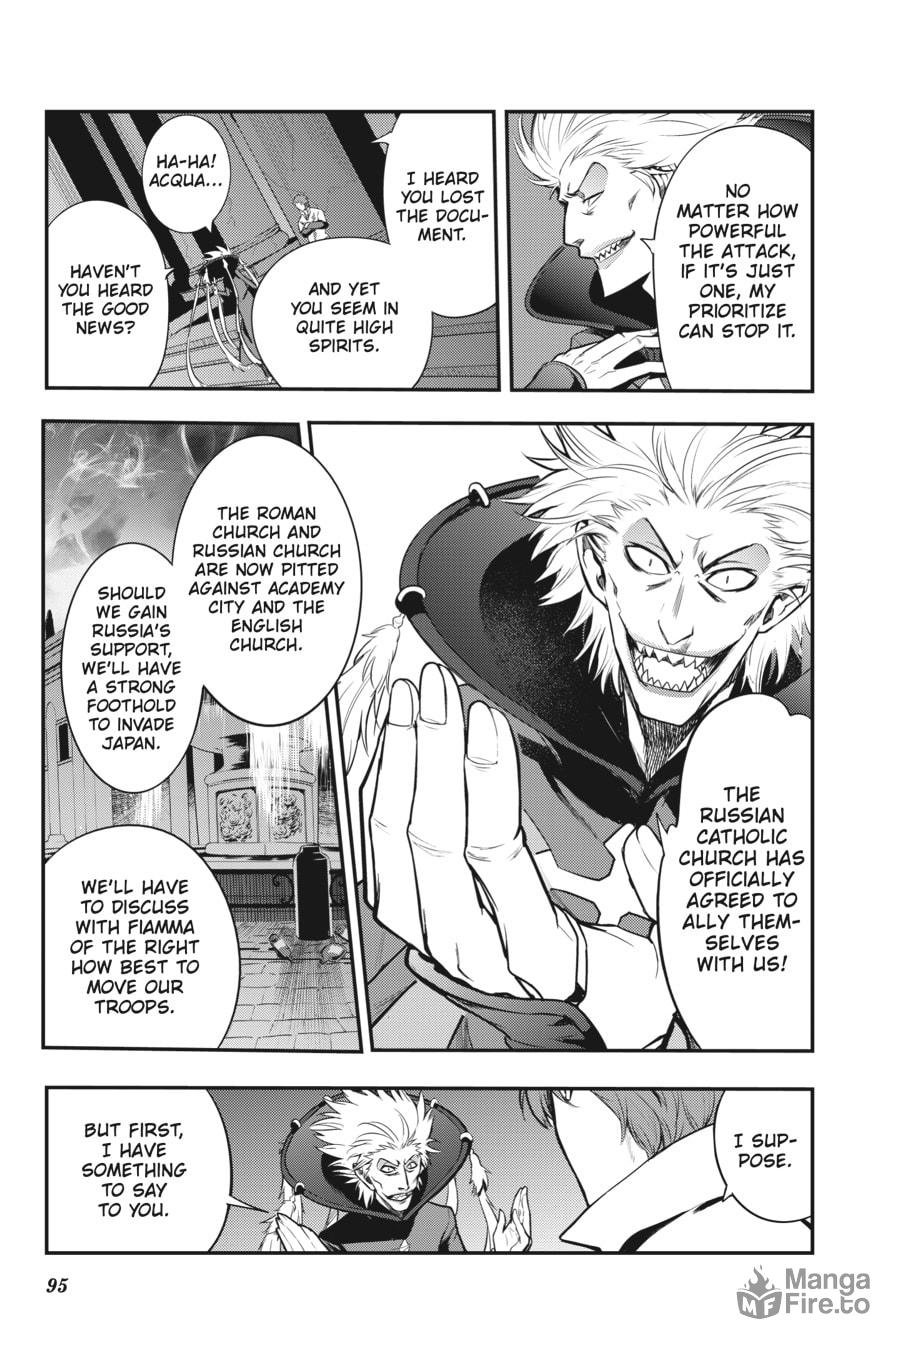 NO
MATTER HOW
POWERFUL
THE ATTACK,
IF IT'S JUST
ONE, MY
PRIORITIZE
CAN STOP IT.
I HEARD
YOU LOST
THE DOCU-
MENT.
AND YET
YOU SEEM IN
QUITE HIGH
SPIRITS.
HA-HA!
ACQUA...
HAVEN'T
YOU HEARD
THE GOOD
NEWS?
THE
RUSSIAN
CATHOLIC
CHURCH HAS
OFFICIALLY
AGREED TO
ALLY THEM-
SELVES
WITH US!
THE ROMAN
CHURCH AND
RUSSIAN CHURCH
ARE NOW PITTED
AGAINST ACADEMY
CITY AND THE
ENGLISH
CHURCH.
SHOULD
WE GAIN
RUSSIA'S
SUPPORT,
WE'LL HAVE
A STRONG
FOOTHOLD
TO INVADE
JAPAN.
WE'LL HAVE
TO DISCUSS
WITH FIAMMA
OF THE RIGHT
HOW BEST TO
MOVE OUR
TROOPS.
I SUP-
POSE.
BUT FIRST,
I HAVE
SOMETHING
TO SAY
TO YOU.
95
MF
Manga
Fire.to